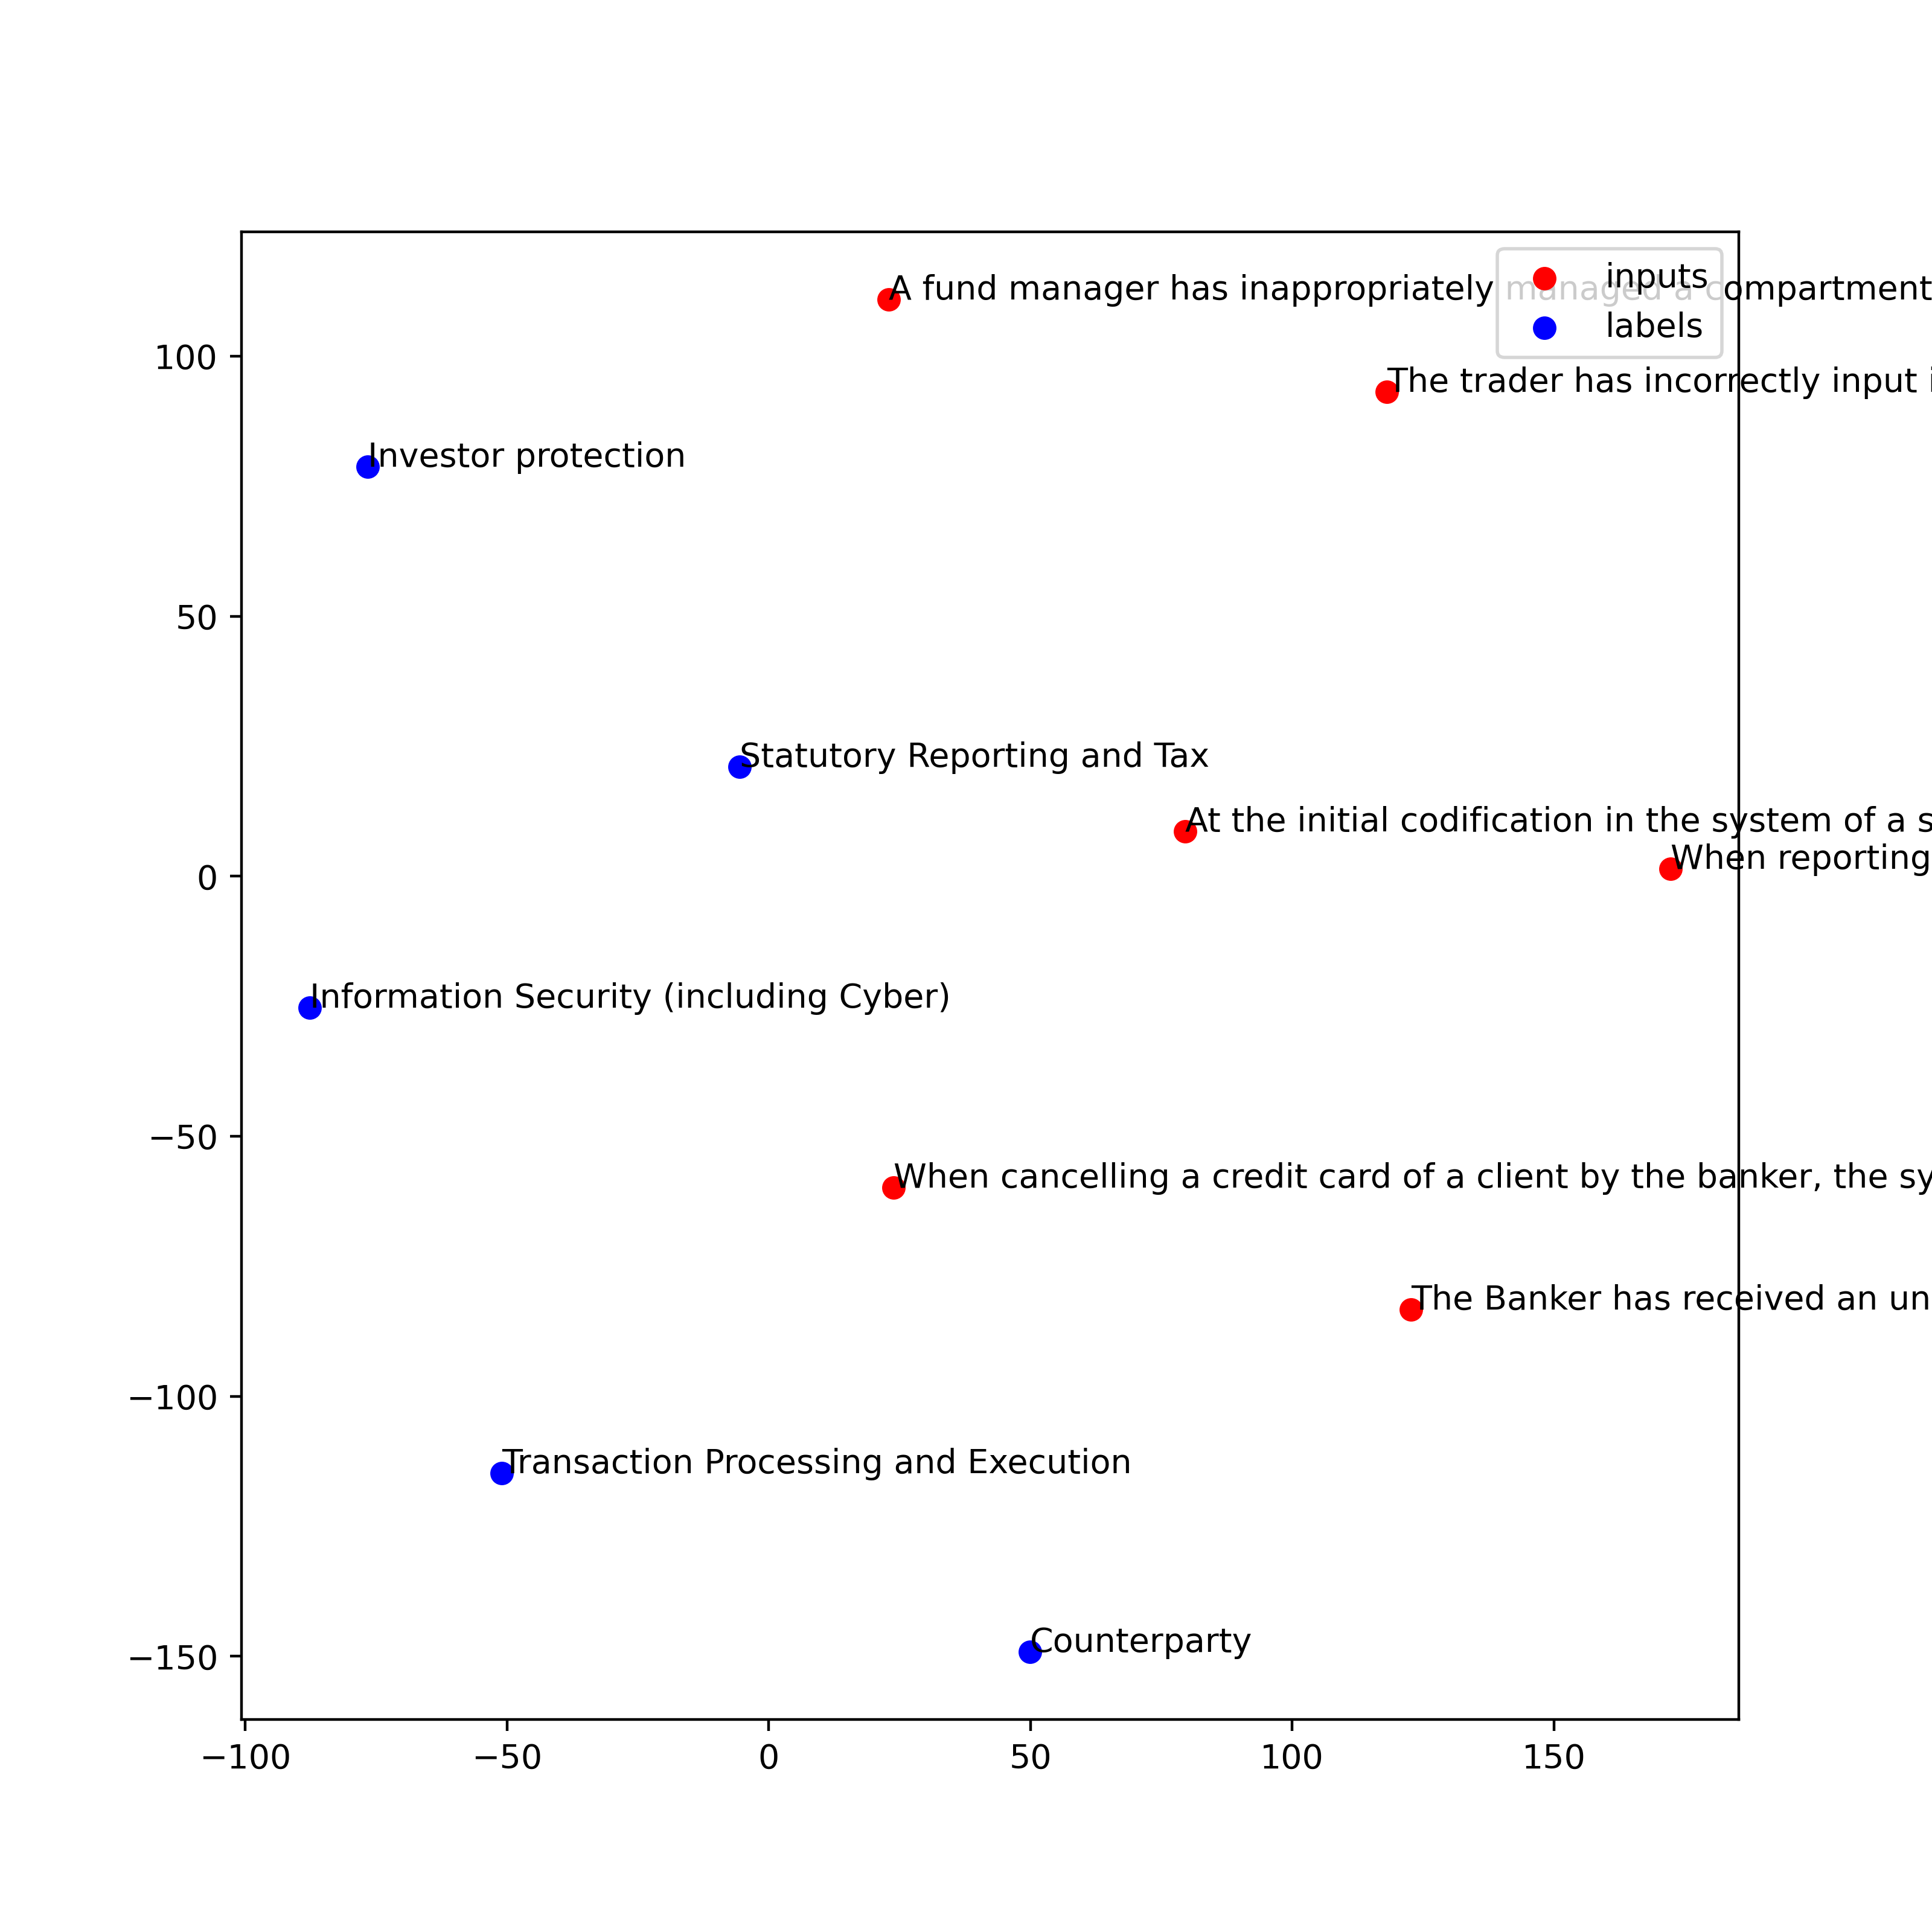 A fund manager has inappropriately managed a compartment
inputs
labels
The trader has incorrectly input
Investor protection
Statutory Reporting and Tax
At the initial codification in the system of a
When reporting
Information Security (including Cyber)
When cancelling a credit card of a client by the banker, the
The Banker has received an
Transaction Processing and Execution
Counterparty
100
50
0
−50
−100
−150
−100
−50
0
50
100
150